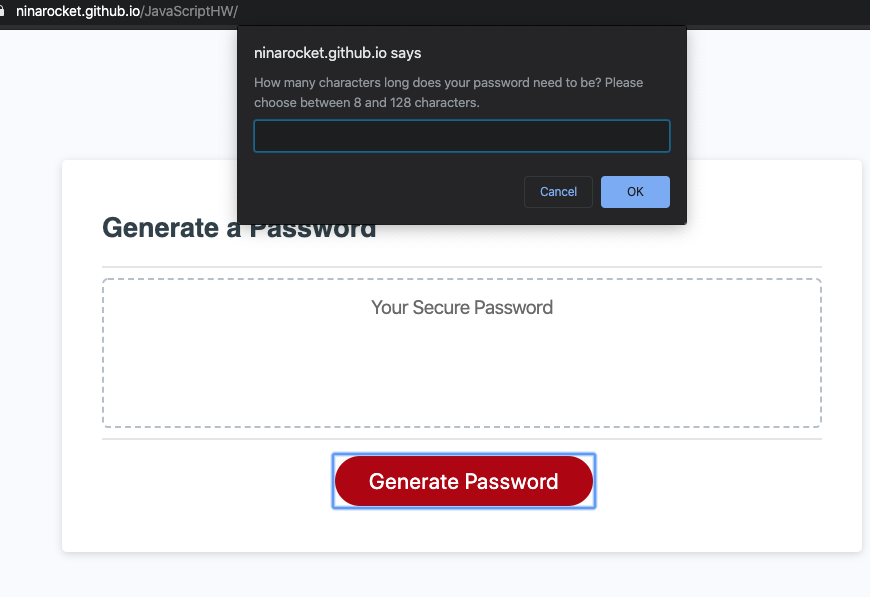 ninarocket.github.io/JavaScriptHW/
ninarocket.github.io says
How many characters long does your password need to be? Please
choose between 8 and 128 characters.
Cancel
OK
Generate a Password
Your Secure Password
Generate Password